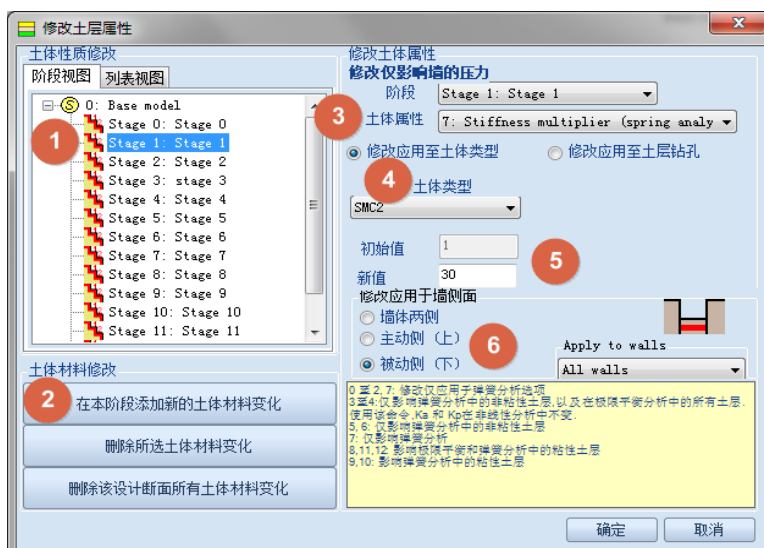 修改土层属性
土体性质修改
阶段视图 列表视图
0: Base model
Stage 0: Stage 0
Stage 1: Stage 1
Stage 2: Stage 2
Stage 3: stage 3
Stage 4: Stage 4
Stage 5: Stage 5
Stage 6: Stage 6
Stage 7: Stage 7
Stage 8: Stage 8
Stage 9: Stage 9
Stage 10: Stage 10
Stage 11: Stage 11
1
土体材料修改
2
在本阶段添加新的土体材料变化
删除所选土体材料变化
删除该设计断面所有土体材料变化
修改土体属性
修改仅影响墙的压力
阶段 Stage 1: Stage 1
3
土体属性 7: Stiffness multiplier (spring analy
修改应用至土体类型 修改应用至土层钻孔
4
土体类型
SMC2
初始值 1
新值 30
5
修改应用于墙侧面
墙体两侧
主动侧（上）
被动侧（下）
6
Apply to walls
All walls
0 至 2, 7: 修改仅应用于弹簧分析选项
3至4:仅影响弹簧分析中的非粘性土层,以及在极限平衡分析中的所有土层.
使用该命令,Ka 和 Kp在非线性分析中不变.
5, 6: 仅影响弹簧分析中的非粘性土层
7: 仅影响弹簧分析
8,11,12: 影响极限平衡和弹簧分析中的粘性土层
9,10: 影响弹簧分析中的粘性土层
确定 取消